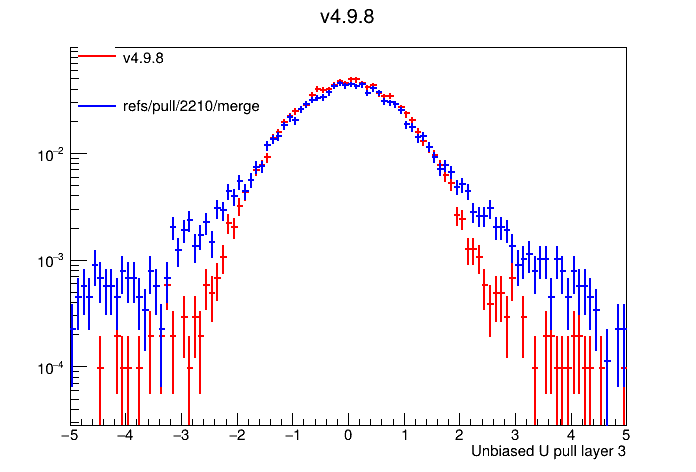 v4.9.8
v4.9.8
refs/pull/2210/merge
10−2
10−3
10−4
−5 −4 −3 −2 −1 0 1 2 3 4 5
Unbiased U pull layer 3